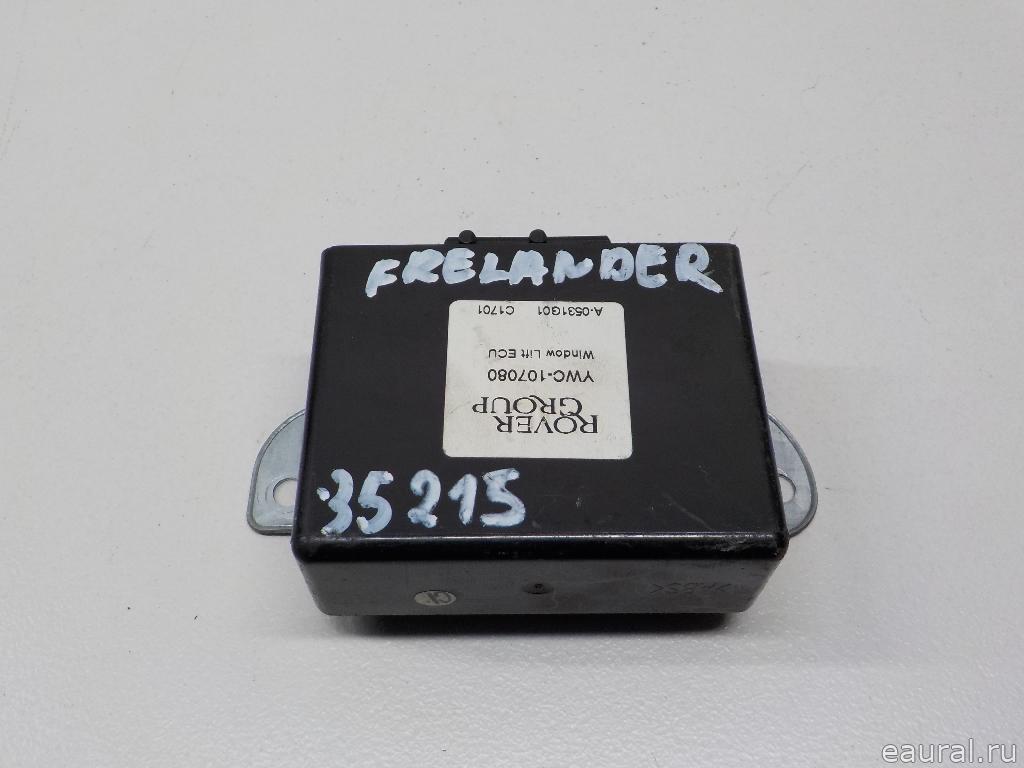 FRELANDER
ROVER
GROUP
YWC-107080
Window Lift ECU
A-0531G01 C1701
35215
eaural.ru